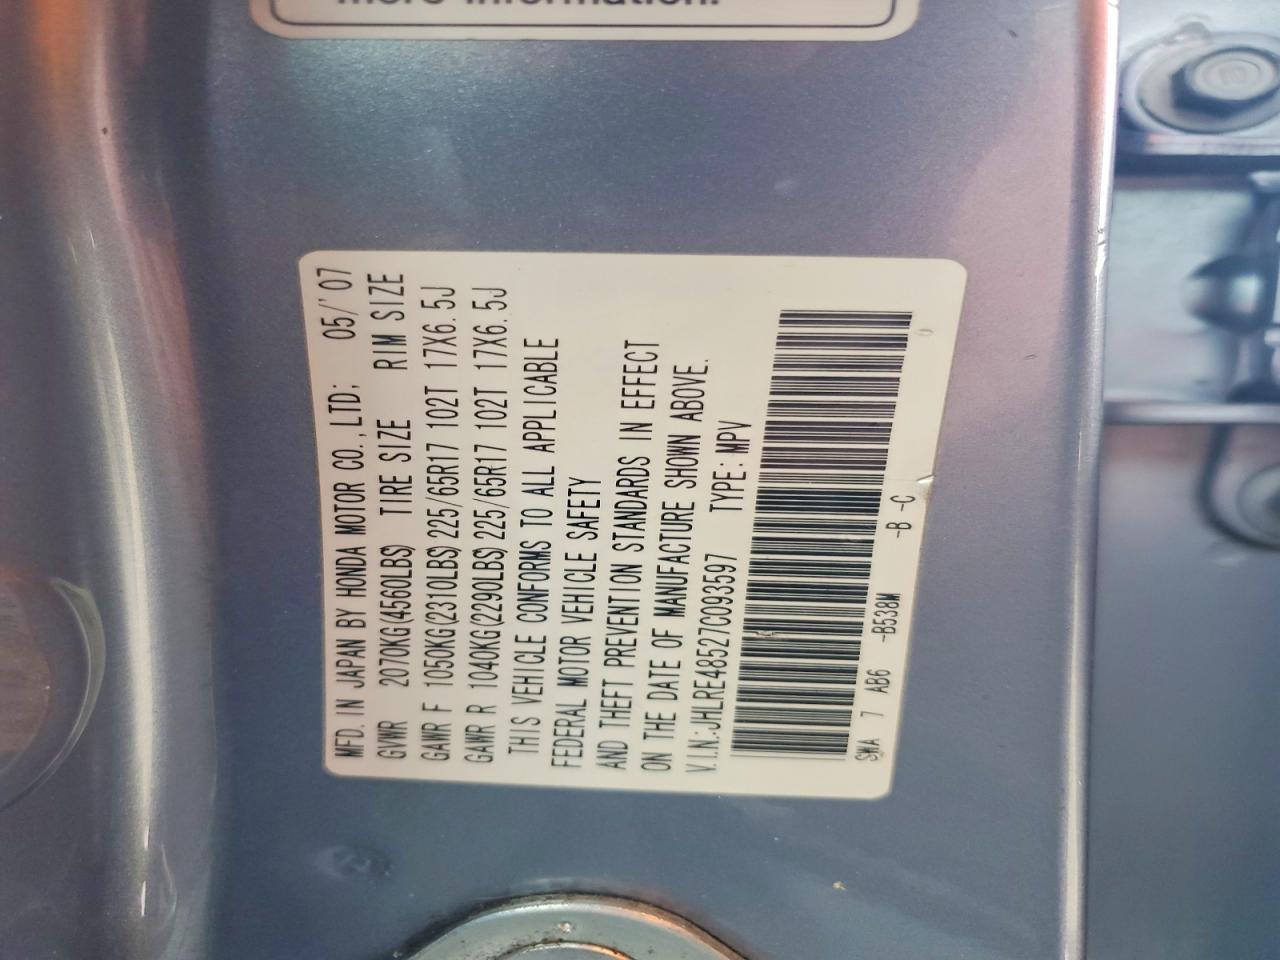 more information.
MFD. IN JAPAN BY HONDA MOTOR CO., LTD; 05/'07
GVWR 2070KG(4560LBS) TIRE SIZE RIM SIZE
GAWR F 1050KG(2310LBS) 225/65R17 102T 17X6.5J
GAWR R 1040KG(2290LBS) 225/65R17 102T 17X6.5J
THIS VEHICLE CONFORMS TO ALL APPLICABLE
FEDERAL MOTOR VEHICLE SAFETY
AND THEFT PREVENTION STANDARDS IN EFFECT
ON THE DATE OF MANUFACTURE SHOWN ABOVE.
V.I.N.:JHLRE48527C093597 TYPE: MPV
SWA 7 AB6 -B538M -B -C
0